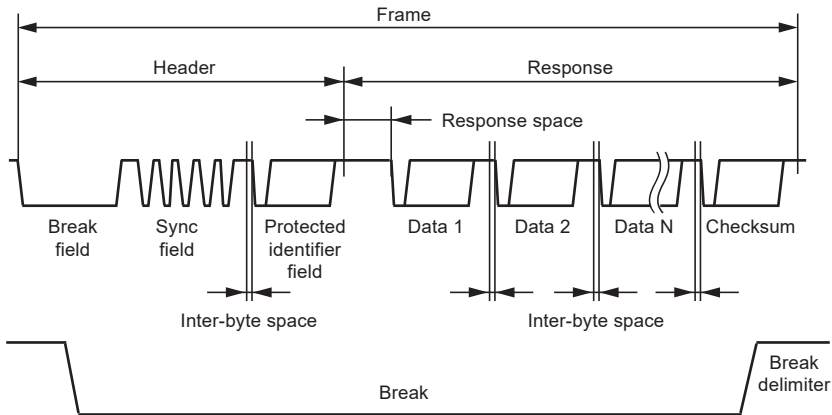 Frame
Header
Response
Response space
Break
field
Sync
field
Protected
identifier
field
Data 1
Data 2
Data N
Checksum
Inter-byte space
Inter-byte space
Break
Break
delimiter